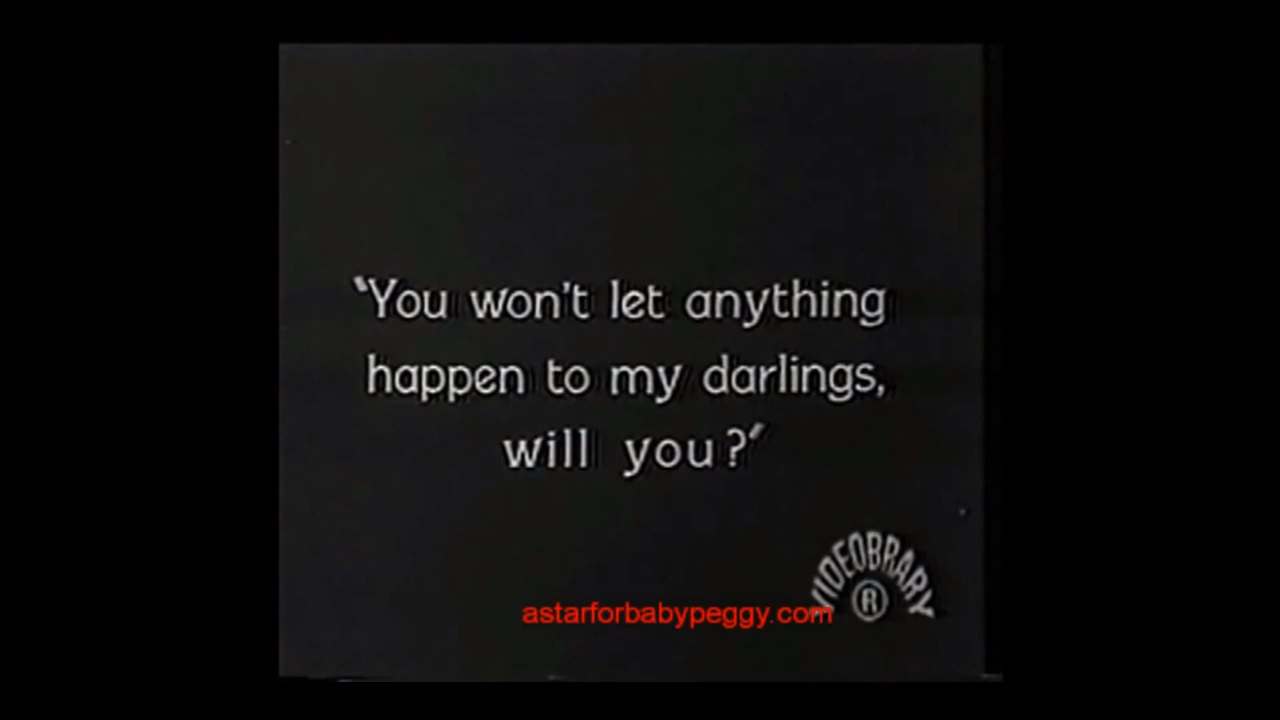 "You won't let anything
happen to my darlings,
will you?"
VIDEOBRARY
®
astarforbabypeggy.com